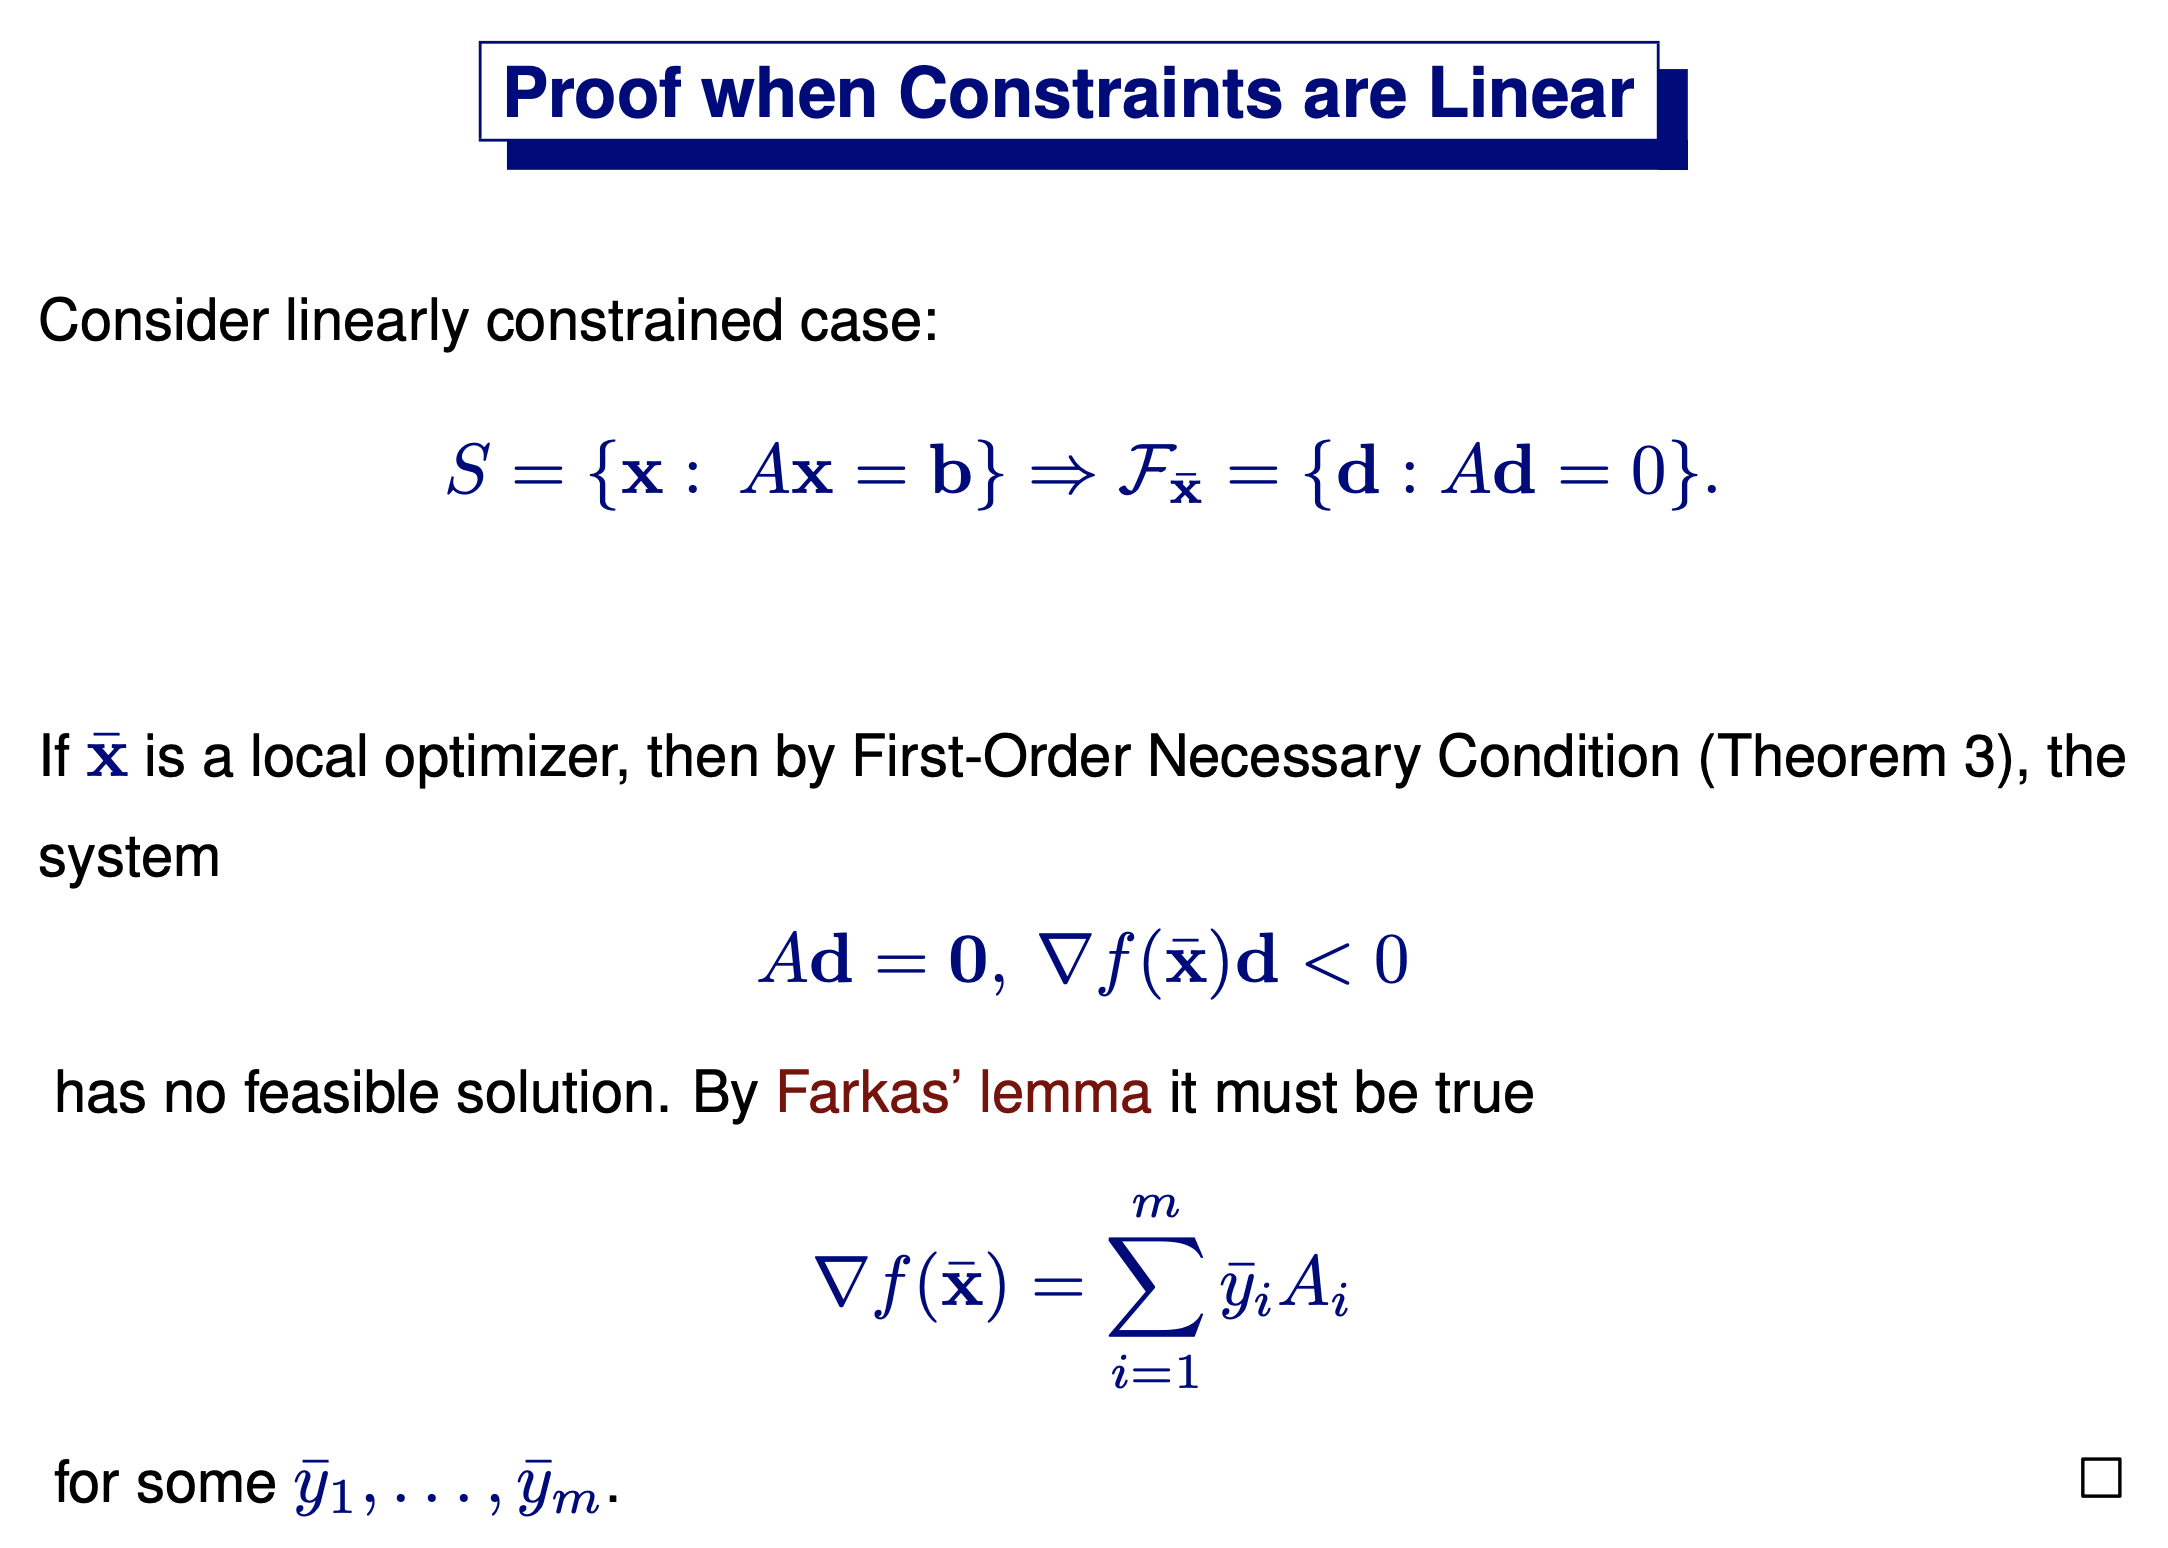 Proof when Constraints are Linear
Consider linearly constrained case:
$S = \{\mathbf{x} : \ A\mathbf{x} = \mathbf{b}\} \Rightarrow \mathcal{F}_{\bar{\mathbf{x}}} = \{\mathbf{d} : A\mathbf{d} = 0\}.$
If $\bar{\mathbf{x}}$ is a local optimizer, then by First-Order Necessary Condition (Theorem 3), the
system
$A\mathbf{d} = \mathbf{0}, \ \nabla f(\bar{\mathbf{x}})\mathbf{d} < 0$
has no feasible solution. By Farkas’ lemma it must be true
$\nabla f(\bar{\mathbf{x}}) = \sum_{i=1}^{m} \bar{y}_i A_i$
for some $\bar{y}_1, \ldots, \bar{y}_m$. □